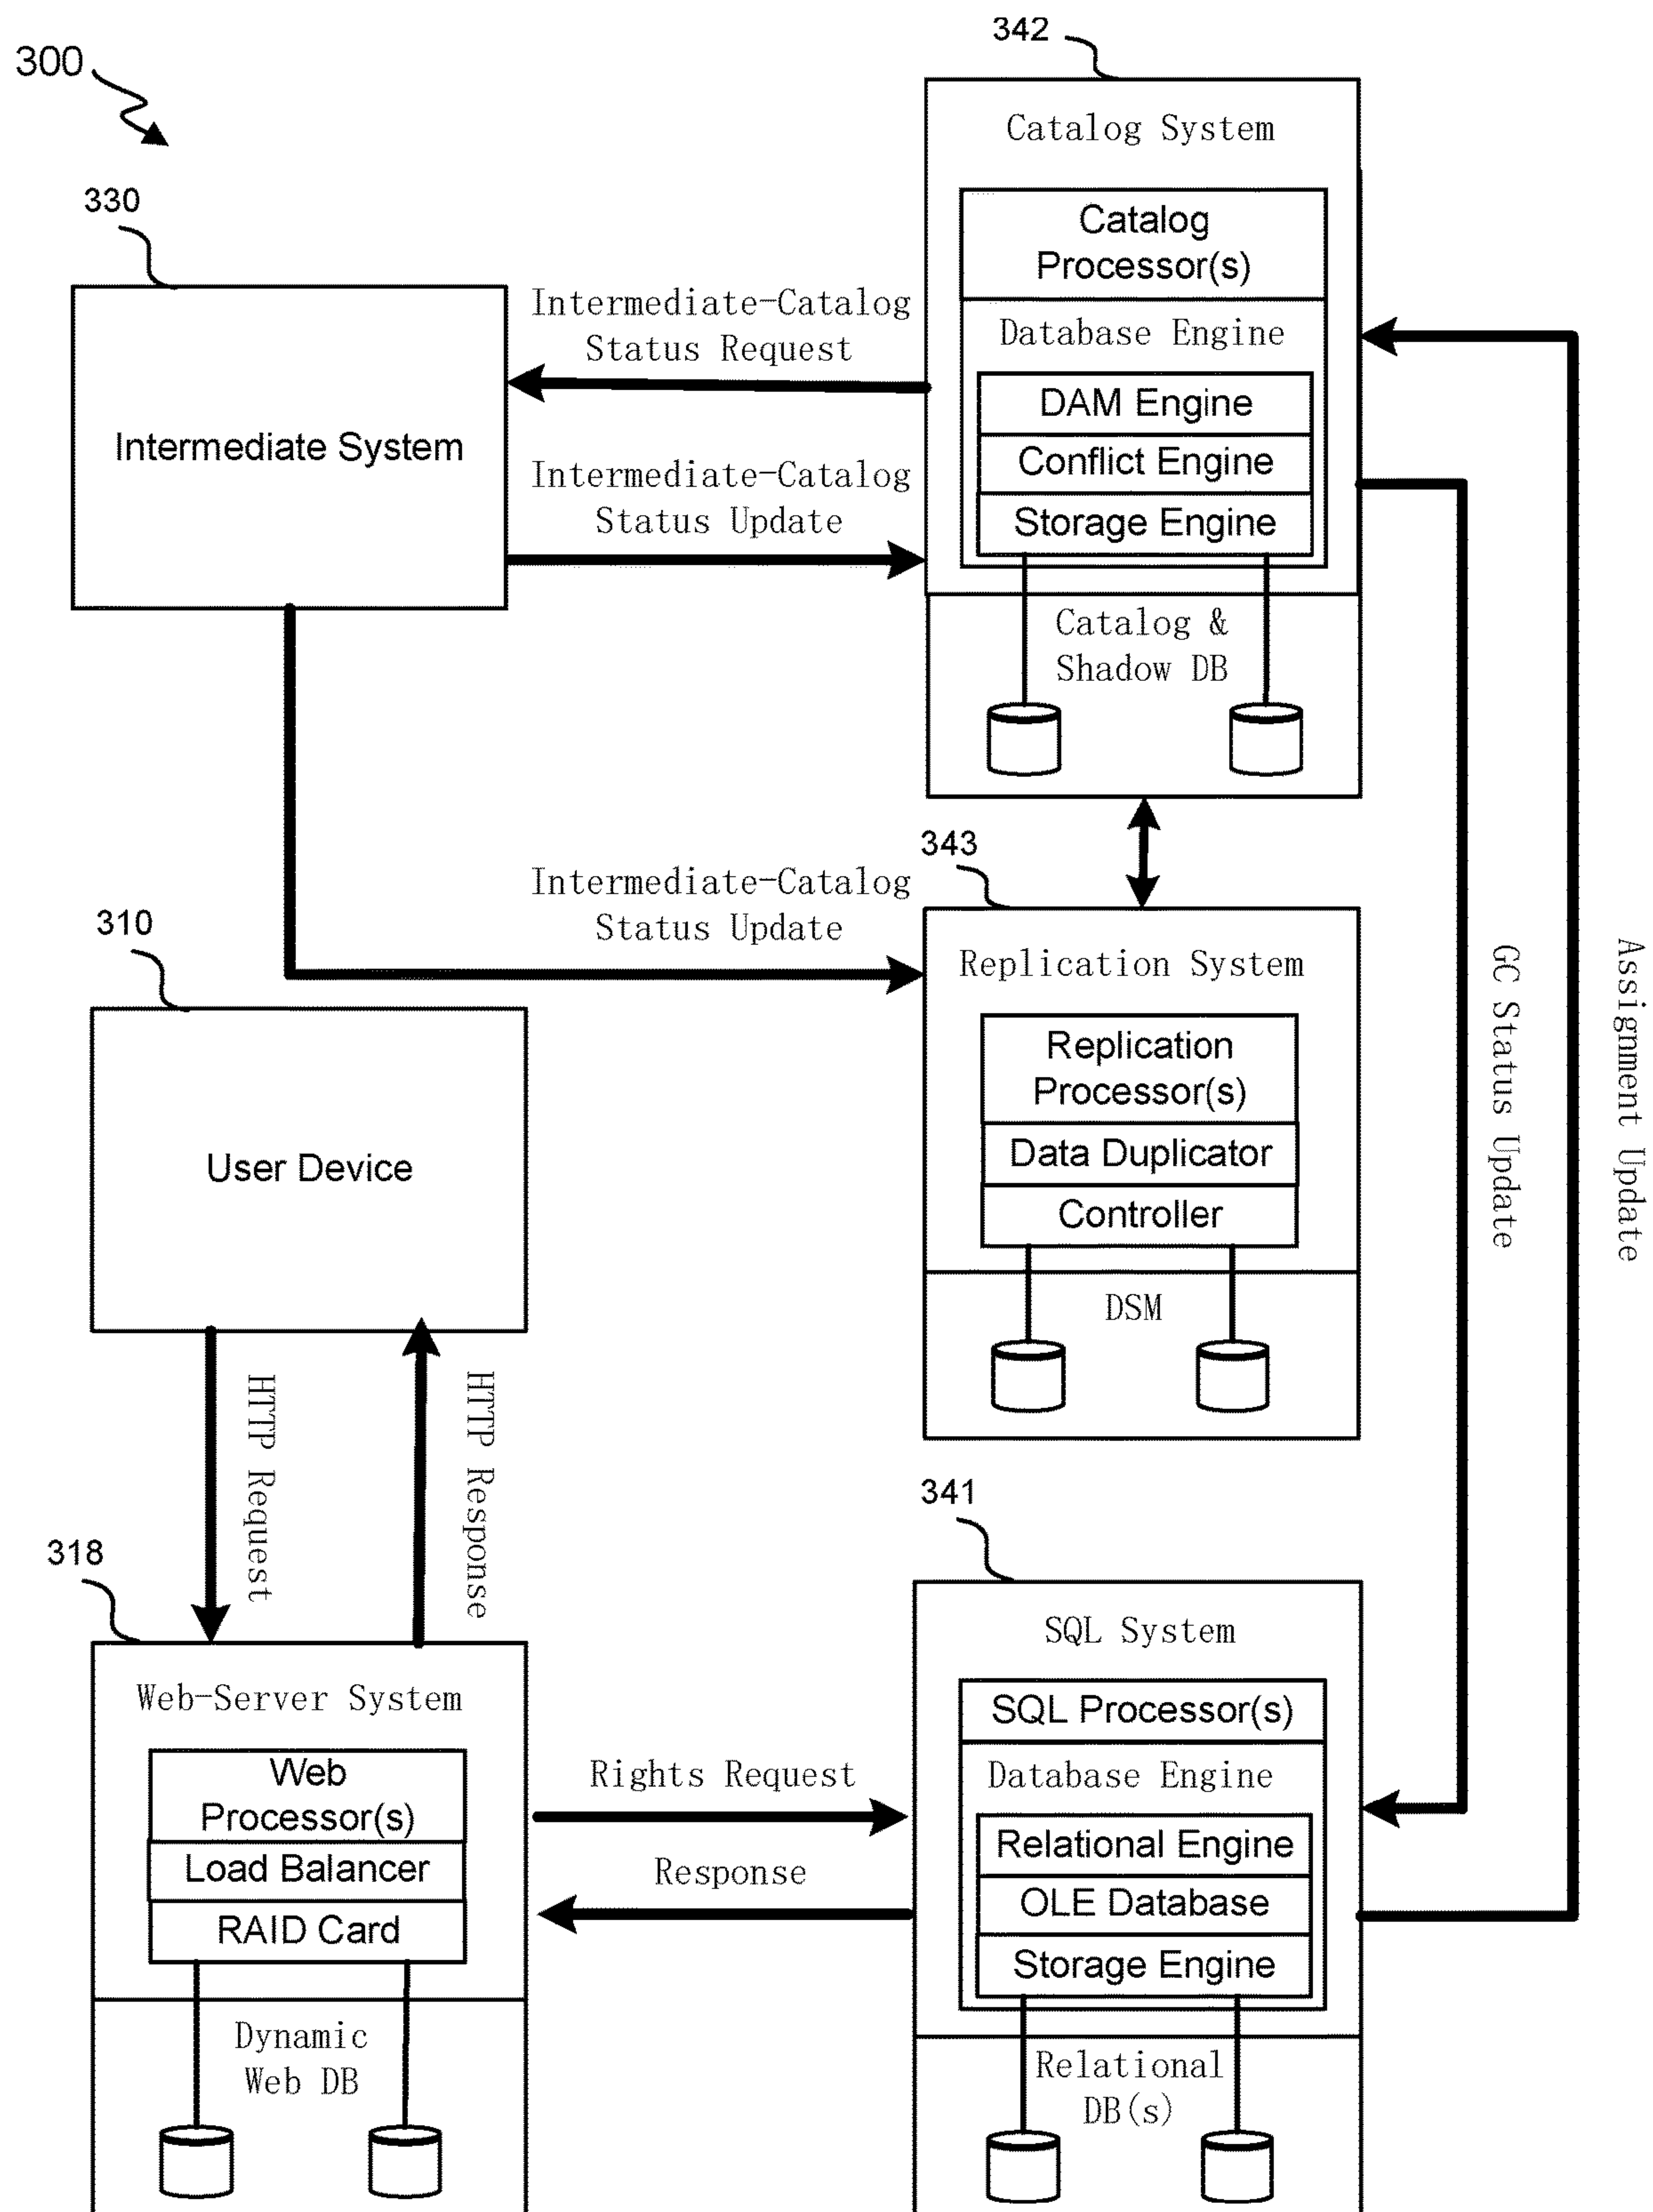 300
342
Catalog System
Catalog
Processor(s)
Database Engine
DAM Engine
Conflict Engine
Storage Engine
Catalog &
Shadow DB
330
Intermediate System
Intermediate-Catalog
Status Request
Intermediate-Catalog
Status Update
Intermediate-Catalog
Status Update
343
Replication System
Replication
Processor(s)
Data Duplicator
Controller
DSM
GC Status Update
Assignment Update
310
User Device
HTTP Request
HTTP Response
318
Web-Server System
Web
Processor(s)
Load Balancer
RAID Card
Dynamic
Web DB
Rights Request
Response
341
SQL System
SQL Processor(s)
Database Engine
Relational Engine
OLE Database
Storage Engine
Relational
DB(s)